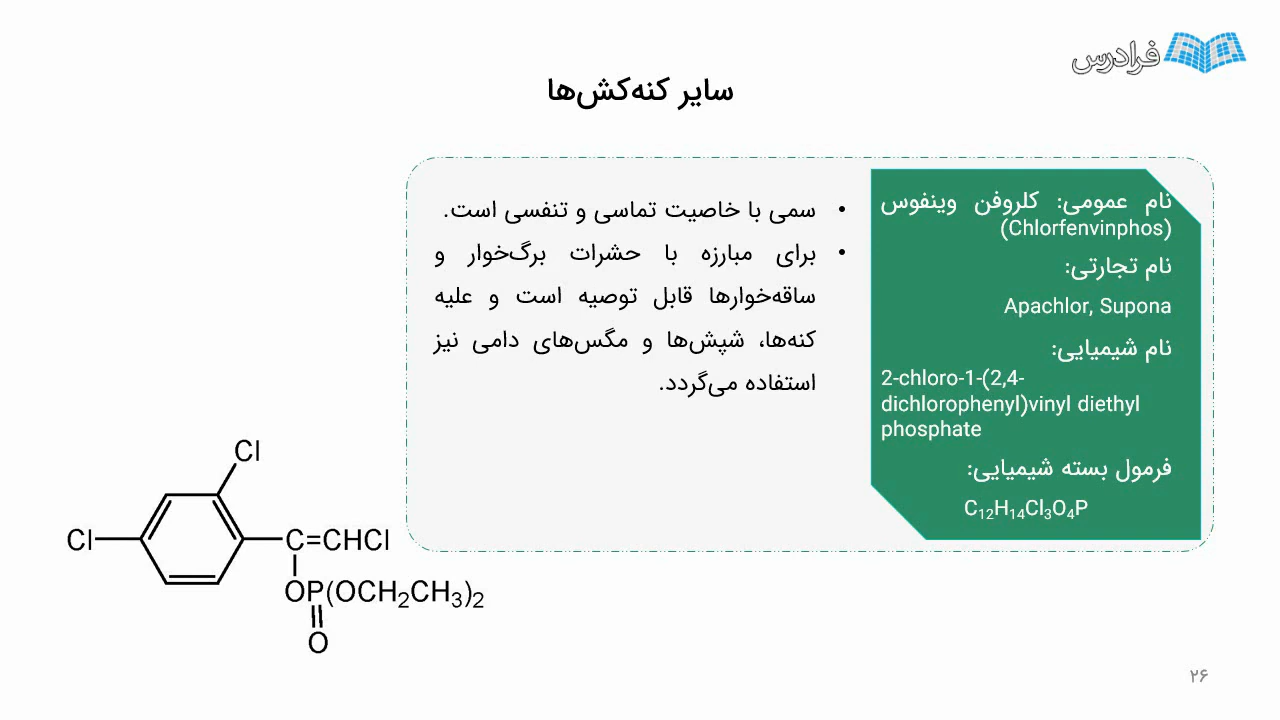 فرادرس
سایر کنه‌کش‌ها
نام عمومی: کلروفن وینفوس
(Chlorfenvinphos)
نام تجارتی:
Apachlor, Supona
نام شیمیایی:
2-chloro-1-(2,4-
dichlorophenyl)vinyl diethyl
phosphate
فرمول بسته شیمیایی:
C₁₂H₁₄Cl₃O₄P
• سمی با خاصیت تماسی و تنفسی است.
• برای مبارزه با حشرات برگ‌خوار و
ساقه‌خوارها قابل توصیه است و علیه
کنه‌ها، شپش‌ها و مگس‌های دامی نیز
استفاده می‌گردد.
Cl
Cl
C=CHCl
OP(OCH₂CH₃)₂
O
۲۶